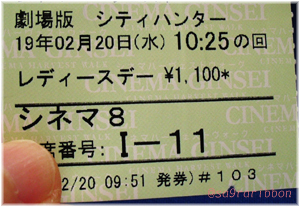 劇場版 シティハンター
19年02月20日(水) 10:25の回
レディースデー ¥1,100*
シネマ8
席番号: I-11
2/20 09:51 発券) #103
CINEMA GINSEI